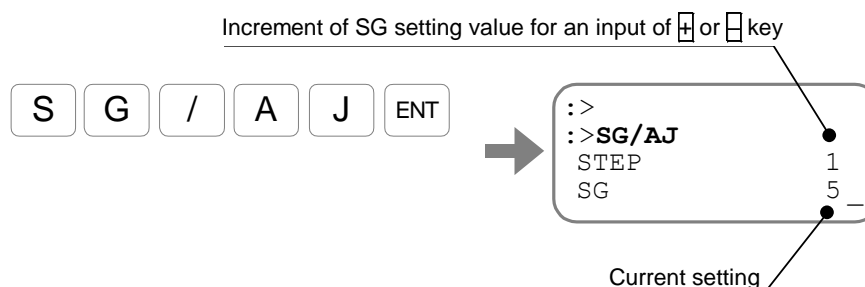 Increment of SG setting value for an input of + or – key
S G / A J ENT
:>
:>SG/AJ
STEP 1
SG 5_
Current setting